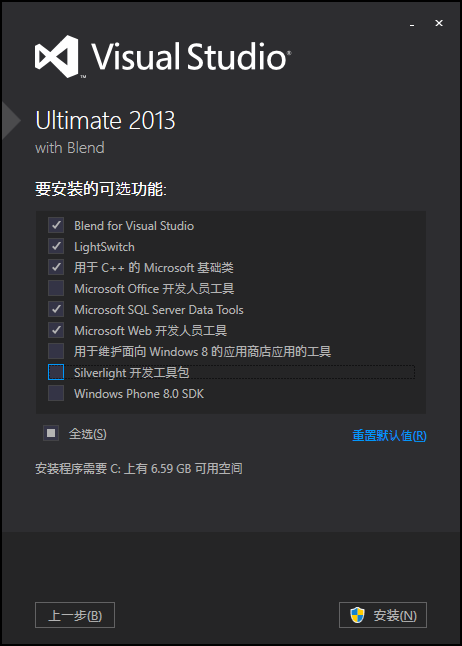 Visual Studio®
™
Ultimate 2013
with Blend
要安装的可选功能:
Blend for Visual Studio
LightSwitch
用于 C++ 的 Microsoft 基础类
Microsoft Office 开发人员工具
Microsoft SQL Server Data Tools
Microsoft Web 开发人员工具
用于维护面向 Windows 8 的应用商店应用的工具
Silverlight 开发工具包
Windows Phone 8.0 SDK
全选(S)
重置默认值(R)
安装程序需要 C: 上有 6.59 GB 可用空间
上一步(B)
安装(N)